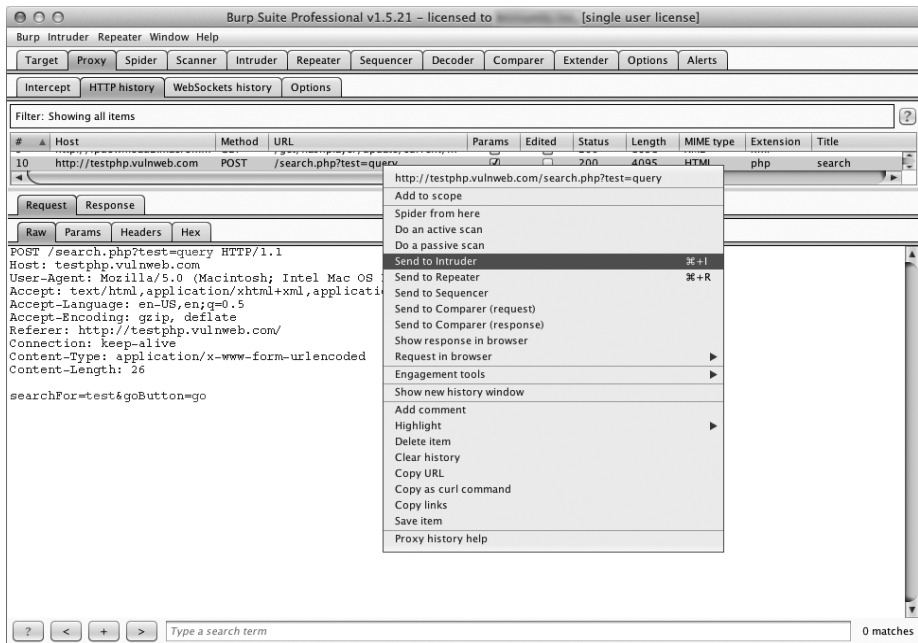 Burp Suite Professional v1.5.21 – licensed to [single user license]
Burp Intruder Repeater Window Help
Target Proxy Spider Scanner Intruder Repeater Sequencer Decoder Comparer Extender Options Alerts
Intercept HTTP history WebSockets history Options
Filter: Showing all items ?
# Host Method URL Params Edited Status Length MIME type Extension Title
10 http://testphp.vulnweb.com POST /search.php?test=query 200 4095 HTML php search
http://testphp.vulnweb.com/search.php?test=query
Add to scope
Spider from here
Do an active scan
Do a passive scan
Send to Intruder ⌘+I
Send to Repeater ⌘+R
Send to Sequencer
Send to Comparer (request)
Send to Comparer (response)
Show response in browser
Request in browser
Engagement tools
Show new history window
Add comment
Highlight
Delete item
Clear history
Copy URL
Copy as curl command
Copy links
Save item
Proxy history help
Request Response
Raw Params Headers Hex
POST /search.php?test=query HTTP/1.1
Host: testphp.vulnweb.com
User-Agent: Mozilla/5.0 (Macintosh; Intel Mac OS
Accept: text/html,application/xhtml+xml,applicati
Accept-Language: en-US,en;q=0.5
Accept-Encoding: gzip, deflate
Referer: http://testphp.vulnweb.com/
Connection: keep-alive
Content-Type: application/x-www-form-urlencoded
Content-Length: 26
searchFor=test&goButton=go
? < + > Type a search term 0 matches